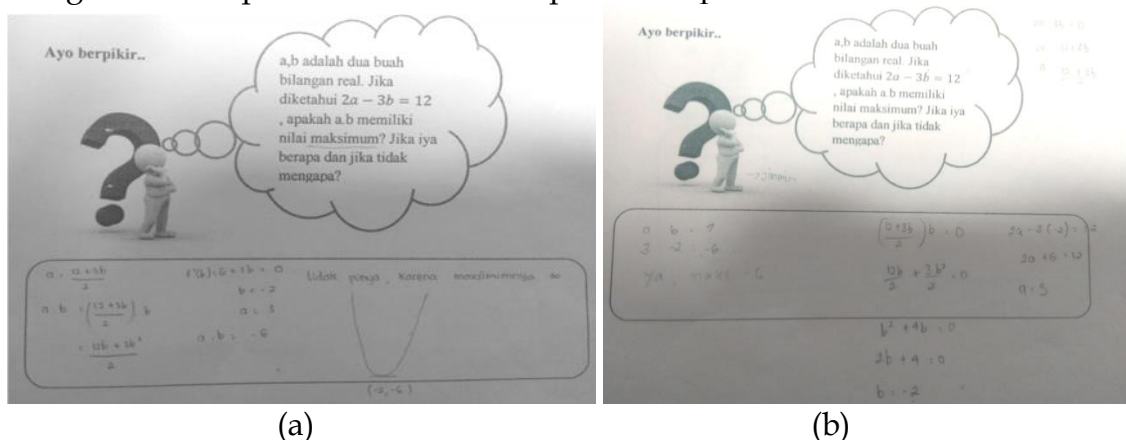 Ayo berpikir..
a,b adalah dua buah
bilangan real. Jika
diketahui 2a − 3b = 12
, apakah a.b memiliki
nilai maksimum? Jika iya
berapa dan jika tidak
mengapa?
a = 12 + 3b / 2
a . b = (12 + 3b / 2) b
= 12b + 3b² / 2
f'(b) = 6 + 3b = 0
b = -2
a = 3
a . b = -6
tidak punya, karena maximumnya ∞
(-2, -6)
(a)
Ayo berpikir..
a,b adalah dua buah
bilangan real. Jika
diketahui 2a − 3b = 12
, apakah a.b memiliki
nilai maksimum? Jika iya
berapa dan jika tidak
mengapa?
a b = ?
3 -2 = -6
ya, maks -6
(12 + 3b / 2) b = 0
12b / 2 + 3b² / 2 = 0
b² + 4b = 0
2b + 4 = 0
b = -2
2a - 3(-2) = 12
2a + 6 = 12
a = 3
(b)